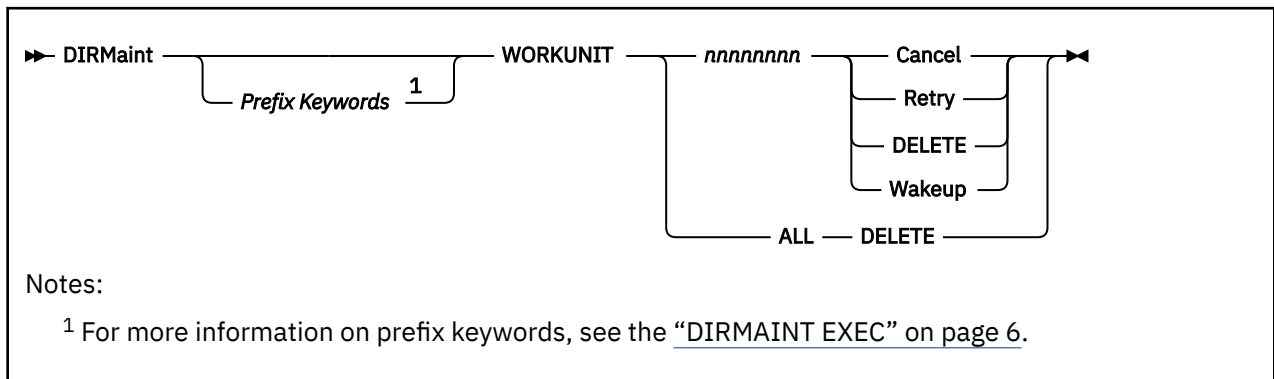 DIRMaint WORKUNIT nnnnnnnn Cancel
Prefix Keywords 1
Retry
DELETE
Wakeup
ALL DELETE
Notes:
1 For more information on prefix keywords, see the “DIRMAINT EXEC” on page 6.